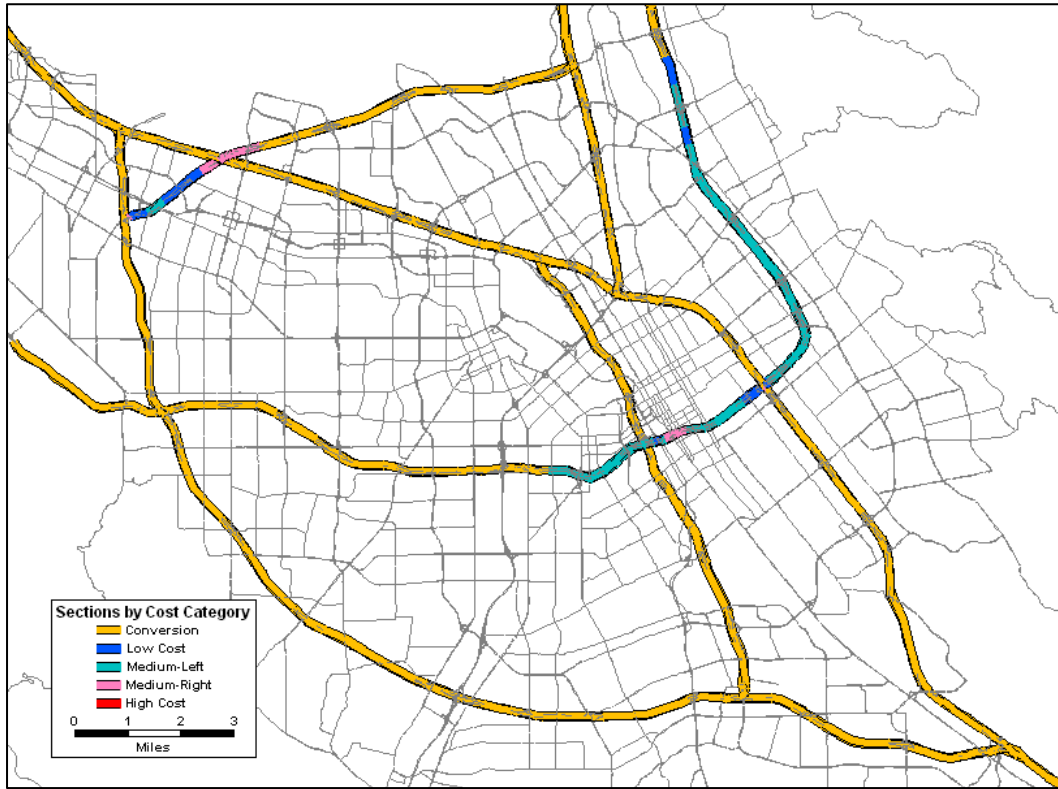 Sections by Cost Category
Conversion
Low Cost
Medium-Left
Medium-Right
High Cost
0 1 2 3
Miles